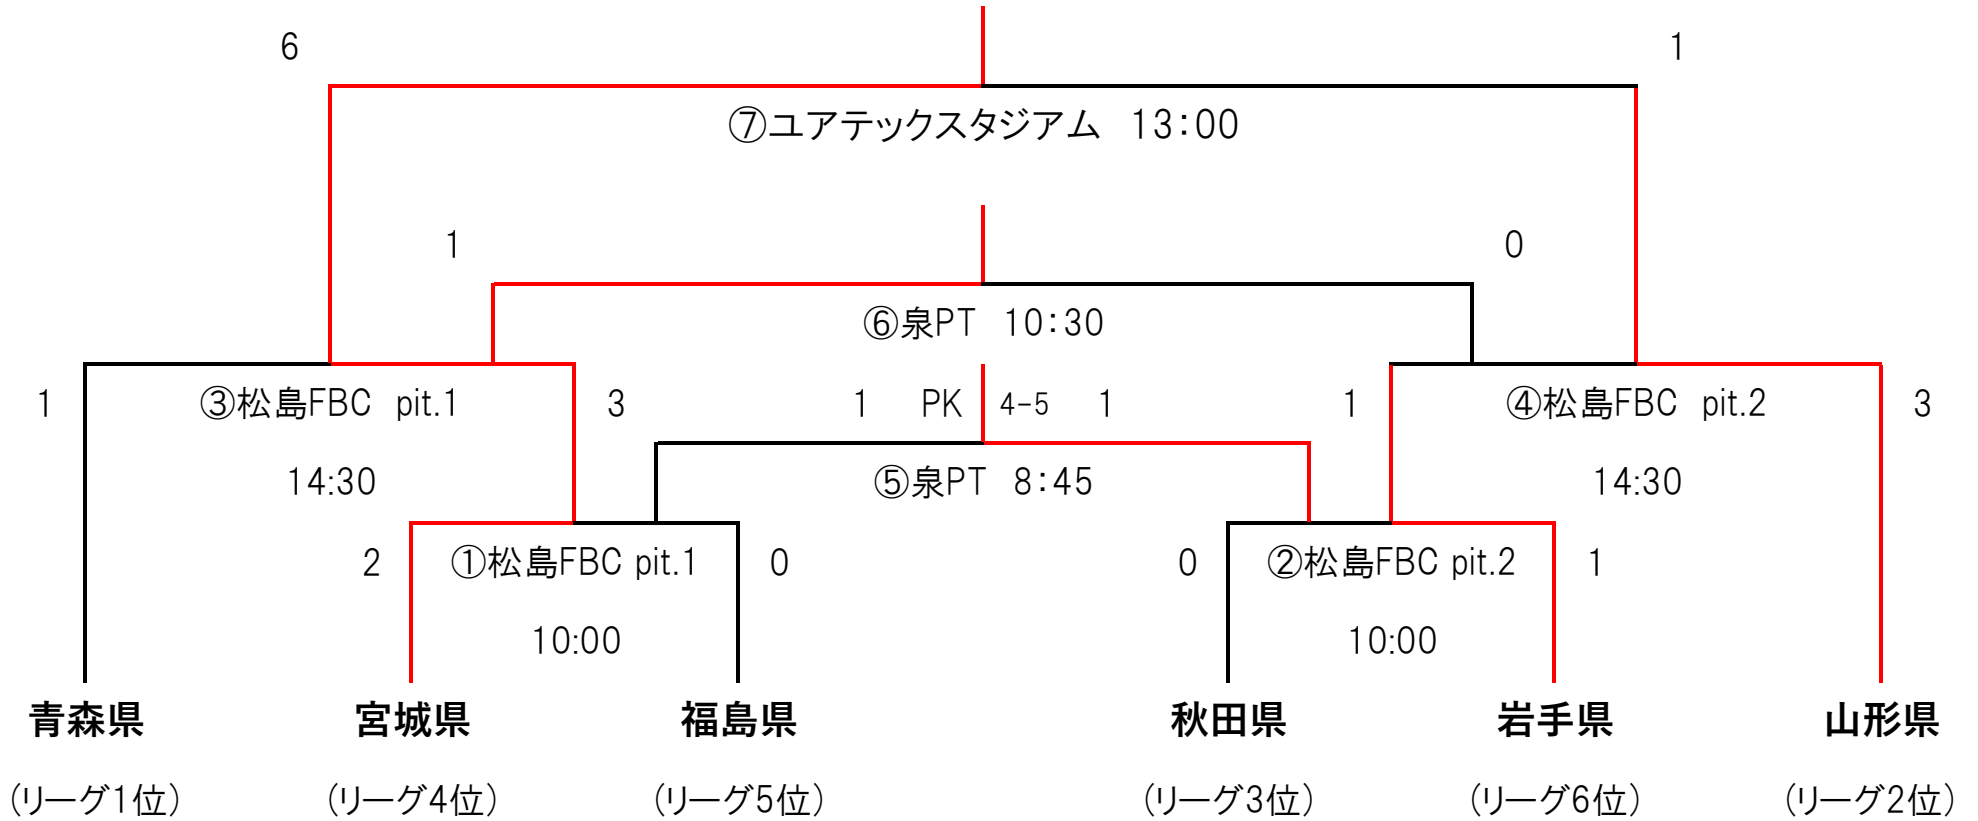 6 1
⑦ユアテックスタジアム 13:00
1 0
⑥泉PT 10:30
1 ③松島FBC pit.1 3 1 PK 4-5 1 1 ④松島FBC pit.2 3
14:30 ⑤泉PT 8:45 14:30
2 ①松島FBC pit.1 0 0 ②松島FBC pit.2 1
10:00 10:00
青森県 宮城県 福島県 秋田県 岩手県 山形県
(リーグ1位) (リーグ4位) (リーグ5位) (リーグ3位) (リーグ6位) (リーグ2位)